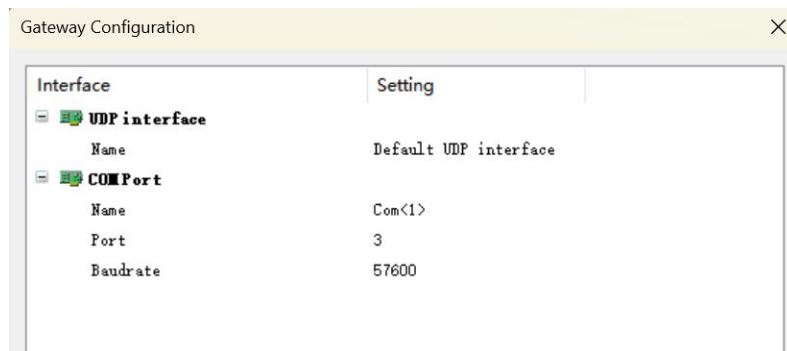 Gateway Configuration
Interface Setting
UDP interface
Name Default UDP interface
COMPort
Name Com<1>
Port 3
Baudrate 57600